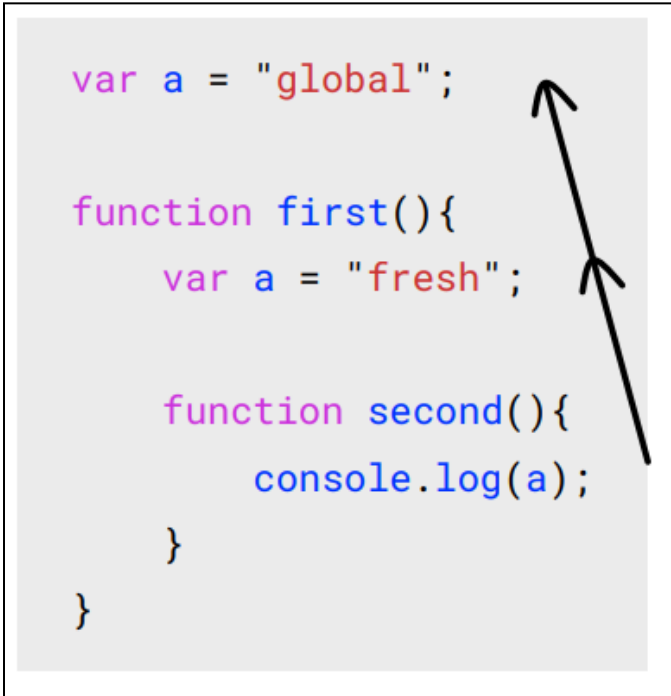 var a = "global";
function first(){
var a = "fresh";
function second(){
console.log(a);
}
}